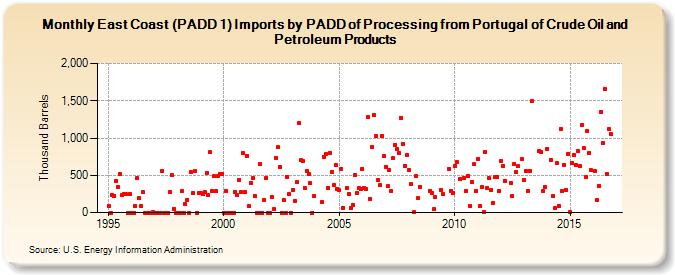 Monthly East Coast (PADD 1) Imports by PADD of Processing from Portugal of Crude Oil and
Petroleum Products
Thousand Barrels
2,000
1,500
1,000
500
0
1995
2000
2005
2010
2015
Source: U.S. Energy Information Administration